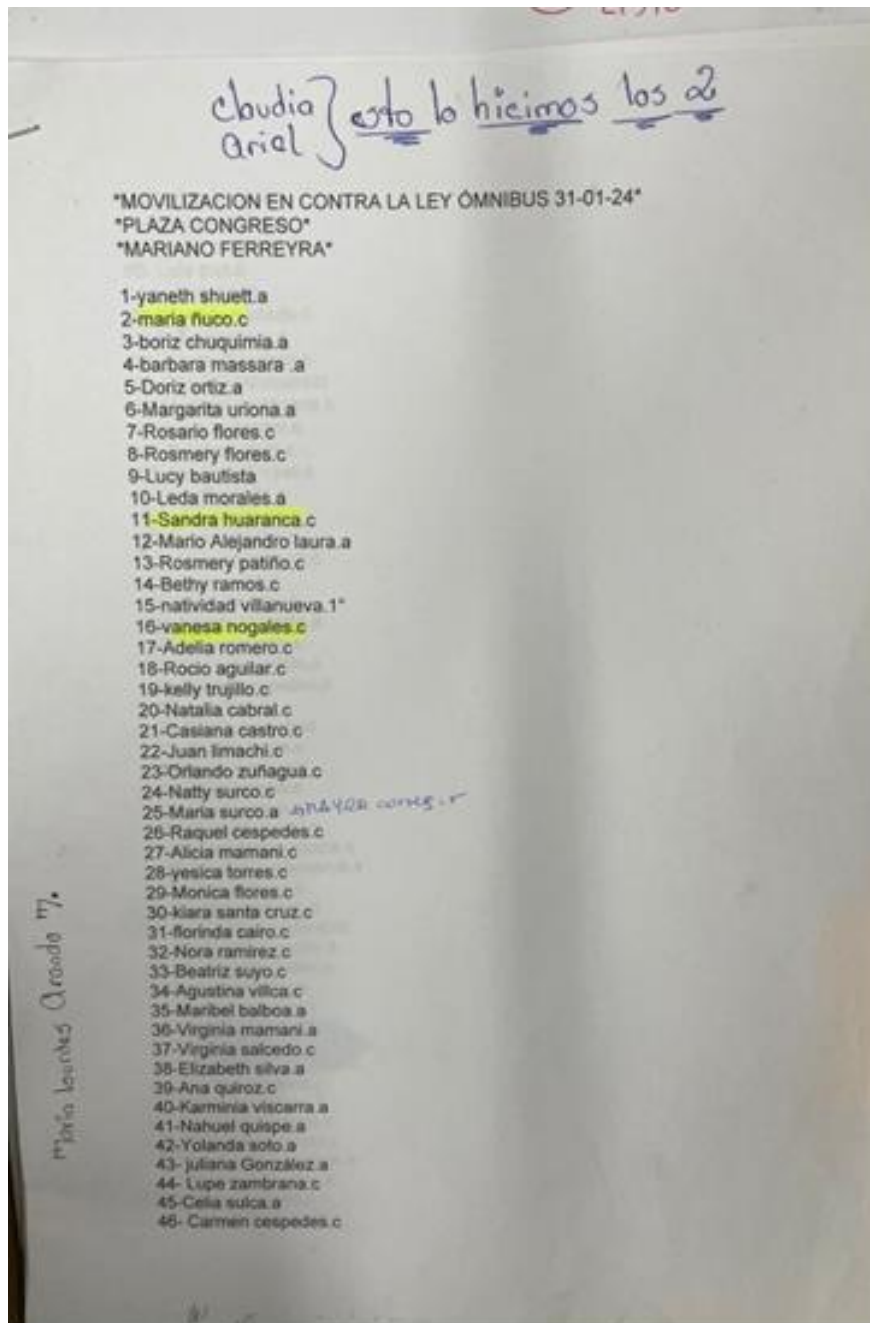 Claudia
Ariel } esto lo hicimos los 2
"MOVILIZACION EN CONTRA LA LEY ÓMNIBUS 31-01-24"
"PLAZA CONGRESO"
"MARIANO FERREYRA"
1-yaneth shuett.a
2-maria ñuco.c
3-boriz chuquimia.a
4-barbara massara .a
5-Doriz ortiz.a
6-Margarita uriona.a
7-Rosario flores.c
8-Rosmery flores.c
9-Lucy bautista
10-Leda morales.a
11-Sandra huaranca.c
12-Mario Alejandro laura.a
13-Rosmery patiño.c
14-Bethy ramos.c
15-natividad villanueva.1"
16-vanesa nogales.c
17-Adelia romero.c
18-Rocio aguilar.c
19-kelly trujillo.c
20-Natalia cabral.c
21-Casiana castro.c
22-Juan limachi.c
23-Orlando zuñagua.c
24-Natty surco.c
25-Maria surco.a MAYRA corregir
26-Raquel cespedes.c
27-Alicia mamani.c
28-yesica torres.c
29-Monica flores.c
30-kiara santa cruz.c
31-florinda cairo.c
32-Nora ramirez.c
33-Beatriz suyo.c
34-Agustina villca.c
35-Maribel balboa.a
36-Virginia mamani.a
37-Virginia salcedo.c
38-Elizabeth silva.a
39-Ana quiroz.c
40-Karminia viscarra.a
41-Nahuel quispe.a
42-Yolanda soto.a
43- juliana González.a
44- Lupe zambrana.c
45-Celia sulca.a
46- Carmen cespedes.c
Maria Lourdes Aranda M.